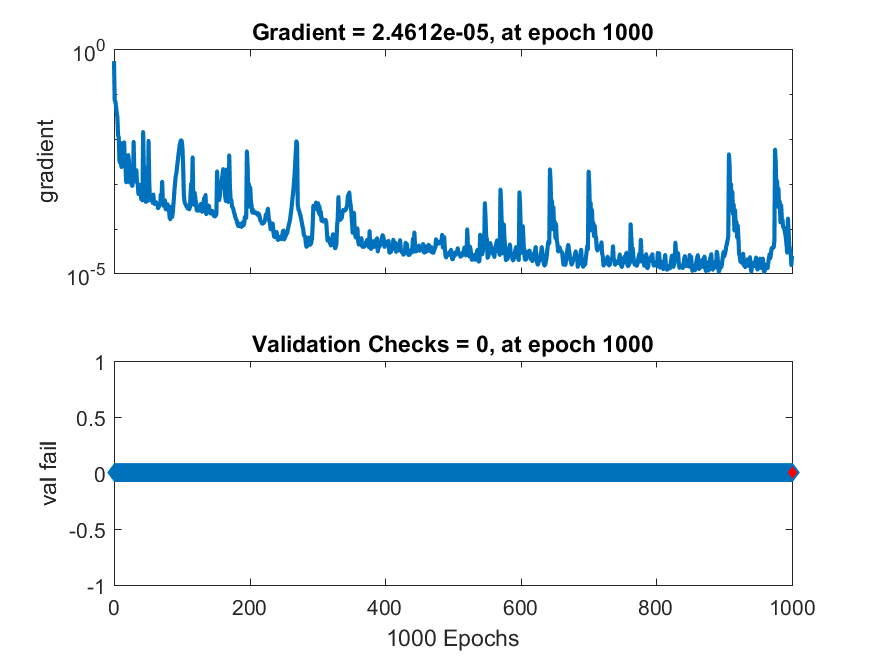 Gradient = 2.4612e-05, at epoch 1000
10^0
gradient
10^-5
Validation Checks = 0, at epoch 1000
1
0.5
val fail
0
-0.5
-1
0 200 400 600 800 1000
1000 Epochs